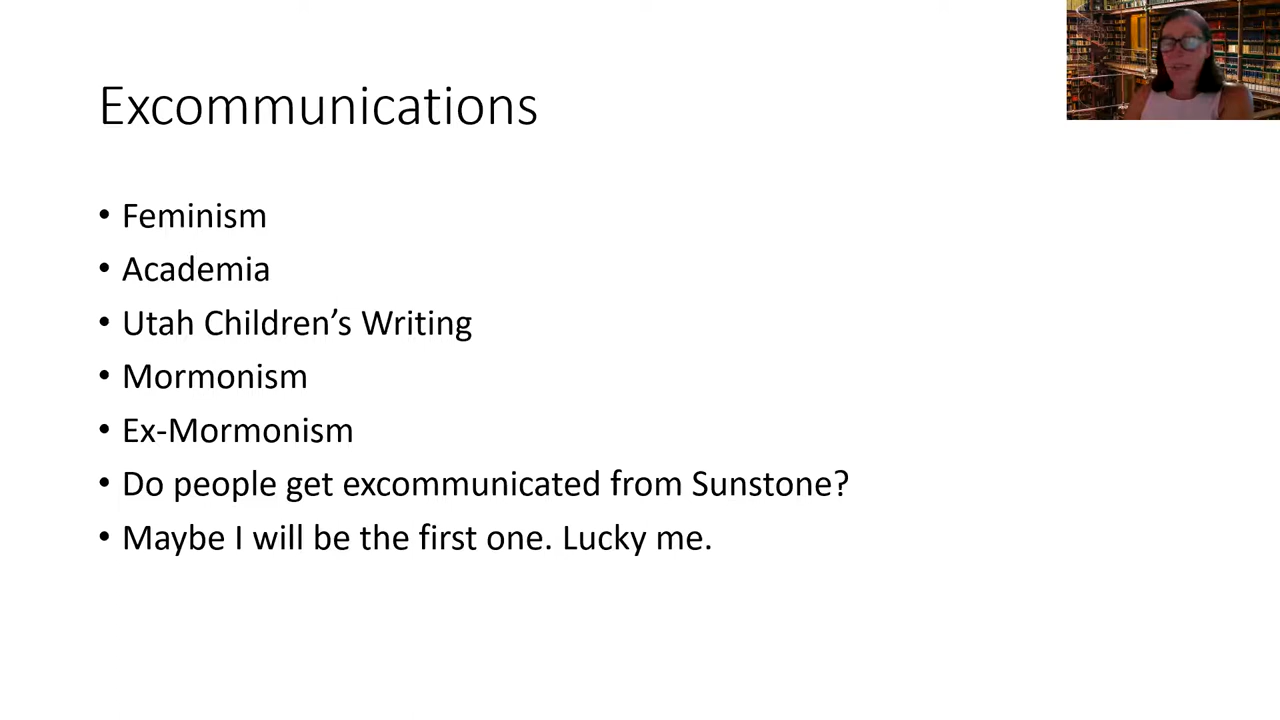 Excommunications
• Feminism
• Academia
• Utah Children’s Writing
• Mormonism
• Ex-Mormonism
• Do people get excommunicated from Sunstone?
• Maybe I will be the first one. Lucky me.